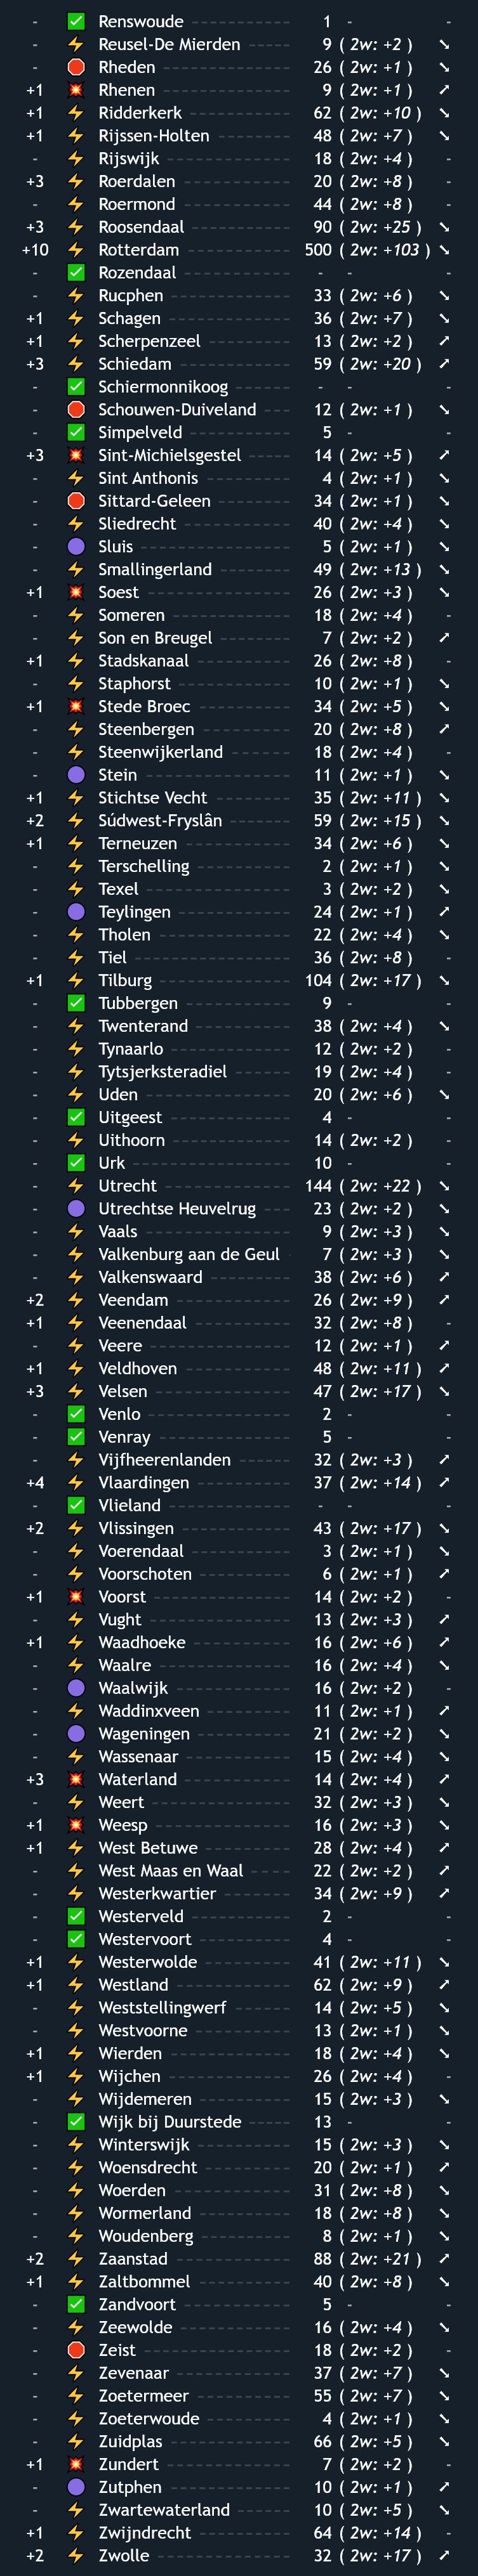 - ✅ Renswoude 1 - -
- ⚡ Reusel-De Mierden 9 ( 2w: +2 ) ➘
- 🛑 Rheden 26 ( 2w: +1 ) ➘
+1 💥 Rhenen 9 ( 2w: +1 ) ➚
+1 ⚡ Ridderkerk 62 ( 2w: +10 ) ➘
+1 ⚡ Rijssen-Holten 48 ( 2w: +7 ) ➘
- ⚡ Rijswijk 18 ( 2w: +4 ) -
+3 ⚡ Roerdalen 20 ( 2w: +8 ) -
- ⚡ Roermond 44 ( 2w: +8 ) -
+3 ⚡ Roosendaal 90 ( 2w: +25 ) ➘
+10 ⚡ Rotterdam 500 ( 2w: +103 ) ➘
- ✅ Rozendaal - - -
- ⚡ Rucphen 33 ( 2w: +6 ) ➘
+1 ⚡ Schagen 36 ( 2w: +7 ) ➘
+1 ⚡ Scherpenzeel 13 ( 2w: +2 ) ➚
+3 ⚡ Schiedam 59 ( 2w: +20 ) ➚
- ✅ Schiermonnikoog - - -
- 🛑 Schouwen-Duiveland 12 ( 2w: +1 ) ➘
- ✅ Simpelveld 5 - -
+3 💥 Sint-Michielsgestel 14 ( 2w: +5 ) ➚
- ⚡ Sint Anthonis 4 ( 2w: +1 ) ➘
- 🛑 Sittard-Geleen 34 ( 2w: +1 ) ➘
- ⚡ Sliedrecht 40 ( 2w: +4 ) ➘
- 🟣 Sluis 5 ( 2w: +1 ) ➘
- ⚡ Smallingerland 49 ( 2w: +13 ) ➘
+1 💥 Soest 26 ( 2w: +3 ) ➘
- ⚡ Someren 18 ( 2w: +4 ) -
- ⚡ Son en Breugel 7 ( 2w: +2 ) ➚
+1 ⚡ Stadskanaal 26 ( 2w: +8 ) -
- ⚡ Staphorst 10 ( 2w: +1 ) ➘
+1 💥 Stede Broec 34 ( 2w: +5 ) ➘
- ⚡ Steenbergen 20 ( 2w: +8 ) ➚
- ⚡ Steenwijkerland 18 ( 2w: +4 ) -
- 🟣 Stein 11 ( 2w: +1 ) ➘
+1 ⚡ Stichtse Vecht 35 ( 2w: +11 ) ➘
+2 ⚡ Súdwest-Fryslân 59 ( 2w: +15 ) ➘
+1 ⚡ Terneuzen 34 ( 2w: +6 ) ➘
- ⚡ Terschelling 2 ( 2w: +1 ) ➘
- ⚡ Texel 3 ( 2w: +2 ) ➘
- 🟣 Teylingen 24 ( 2w: +1 ) ➚
- ⚡ Tholen 22 ( 2w: +4 ) ➘
- ⚡ Tiel 36 ( 2w: +8 ) -
+1 ⚡ Tilburg 104 ( 2w: +17 ) ➘
- ✅ Tubbergen 9 - -
- ⚡ Twenterand 38 ( 2w: +4 ) ➘
- ⚡ Tynaarlo 12 ( 2w: +2 ) -
- ⚡ Tytsjerksteradiel 19 ( 2w: +4 ) -
- ⚡ Uden 20 ( 2w: +6 ) ➘
- ✅ Uitgeest 4 - -
- ⚡ Uithoorn 14 ( 2w: +2 ) -
- ✅ Urk 10 - -
- ⚡ Utrecht 144 ( 2w: +22 ) ➘
- 🟣 Utrechtse Heuvelrug 23 ( 2w: +2 ) ➘
- ⚡ Vaals 9 ( 2w: +3 ) ➘
- ⚡ Valkenburg aan de Geul 7 ( 2w: +3 ) ➘
- ⚡ Valkenswaard 38 ( 2w: +6 ) ➚
+2 ⚡ Veendam 26 ( 2w: +9 ) ➚
+1 ⚡ Veenendaal 32 ( 2w: +8 ) -
- ⚡ Veere 12 ( 2w: +1 ) ➚
+1 ⚡ Veldhoven 48 ( 2w: +11 ) ➚
+3 ⚡ Velsen 47 ( 2w: +17 ) ➘
- ✅ Venlo 2 - -
- ✅ Venray 5 - -
- ⚡ Vijfheerenlanden 32 ( 2w: +3 ) ➚
+4 ⚡ Vlaardingen 37 ( 2w: +14 ) ➚
- ✅ Vlieland - - -
+2 ⚡ Vlissingen 43 ( 2w: +17 ) ➘
- ⚡ Voerendaal 3 ( 2w: +1 ) ➘
- ⚡ Voorschoten 6 ( 2w: +1 ) ➚
+1 💥 Voorst 14 ( 2w: +2 ) -
- ⚡ Vught 13 ( 2w: +3 ) ➚
+1 ⚡ Waadhoeke 16 ( 2w: +6 ) ➚
- ⚡ Waalre 16 ( 2w: +4 ) ➘
- 🟣 Waalwijk 16 ( 2w: +2 ) -
- ⚡ Waddinxveen 11 ( 2w: +1 ) ➚
- 🟣 Wageningen 21 ( 2w: +2 ) ➘
- ⚡ Wassenaar 15 ( 2w: +4 ) ➘
+3 💥 Waterland 14 ( 2w: +4 ) ➚
- ⚡ Weert 32 ( 2w: +3 ) ➘
+1 💥 Weesp 16 ( 2w: +3 ) ➘
+1 ⚡ West Betuwe 28 ( 2w: +4 ) ➚
- ⚡ West Maas en Waal 22 ( 2w: +2 ) ➚
- ⚡ Westerkwartier 34 ( 2w: +9 ) ➚
- ✅ Westerveld 2 - -
- ✅ Westervoort 4 - -
+1 ⚡ Westerwolde 41 ( 2w: +11 ) ➘
+1 ⚡ Westland 62 ( 2w: +9 ) ➚
- ⚡ Weststellingwerf 14 ( 2w: +5 ) ➘
- ⚡ Westvoorne 13 ( 2w: +1 ) ➘
+1 ⚡ Wierden 18 ( 2w: +4 ) ➘
+1 ⚡ Wijchen 26 ( 2w: +4 ) -
- ⚡ Wijdemeren 15 ( 2w: +3 ) ➘
- ✅ Wijk bij Duurstede 13 - -
- ⚡ Winterswijk 15 ( 2w: +3 ) ➘
- ⚡ Woensdrecht 20 ( 2w: +1 ) ➚
- ⚡ Woerden 31 ( 2w: +8 ) ➘
- ⚡ Wormerland 18 ( 2w: +8 ) ➘
- ⚡ Woudenberg 8 ( 2w: +1 ) ➘
+2 ⚡ Zaanstad 88 ( 2w: +21 ) ➚
+1 ⚡ Zaltbommel 40 ( 2w: +8 ) ➘
- ✅ Zandvoort 5 - -
- ⚡ Zeewolde 16 ( 2w: +4 ) ➘
- 🛑 Zeist 18 ( 2w: +2 ) -
- ⚡ Zevenaar 37 ( 2w: +7 ) ➘
- ⚡ Zoetermeer 55 ( 2w: +7 ) ➘
- ⚡ Zoeterwoude 4 ( 2w: +1 ) ➘
- ⚡ Zuidplas 66 ( 2w: +5 ) ➘
+1 💥 Zundert 7 ( 2w: +2 ) -
- 🟣 Zutphen 10 ( 2w: +1 ) ➚
- ⚡ Zwartewaterland 10 ( 2w: +5 ) ➘
+1 ⚡ Zwijndrecht 64 ( 2w: +14 ) -
+2 ⚡ Zwolle 32 ( 2w: +17 ) ➚